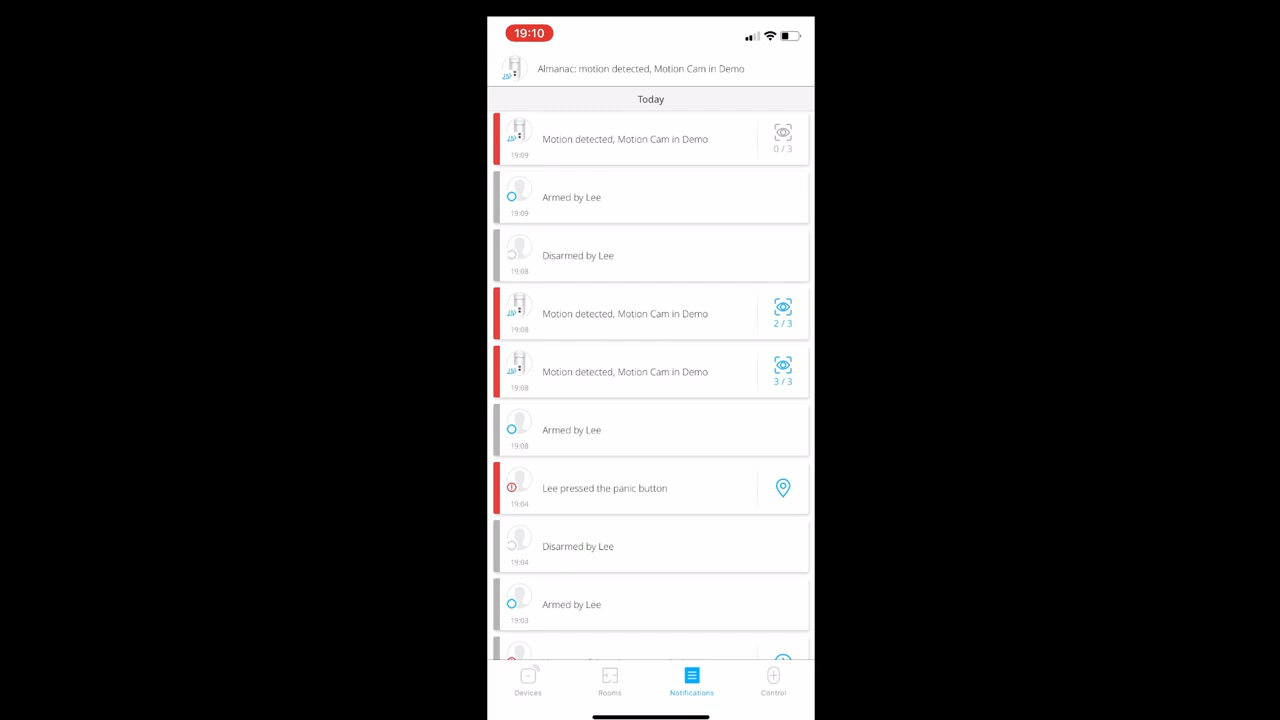 19:10
Almanac: motion detected, Motion Cam in Demo
Today
Motion detected, Motion Cam in Demo
0 / 3
19:09
Armed by Lee
19:09
Disarmed by Lee
19:08
Motion detected, Motion Cam in Demo
2 / 3
19:08
Motion detected, Motion Cam in Demo
3 / 3
19:08
Armed by Lee
19:08
Lee pressed the panic button
19:04
Disarmed by Lee
19:04
Armed by Lee
19:03
Devices
Rooms
Notifications
Control